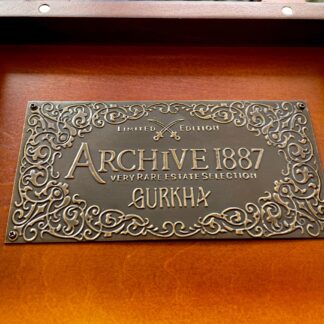 LIMITED EDITION
ARCHIVE 1887
VERY RARE ESTATE SELECTION
GURKHA